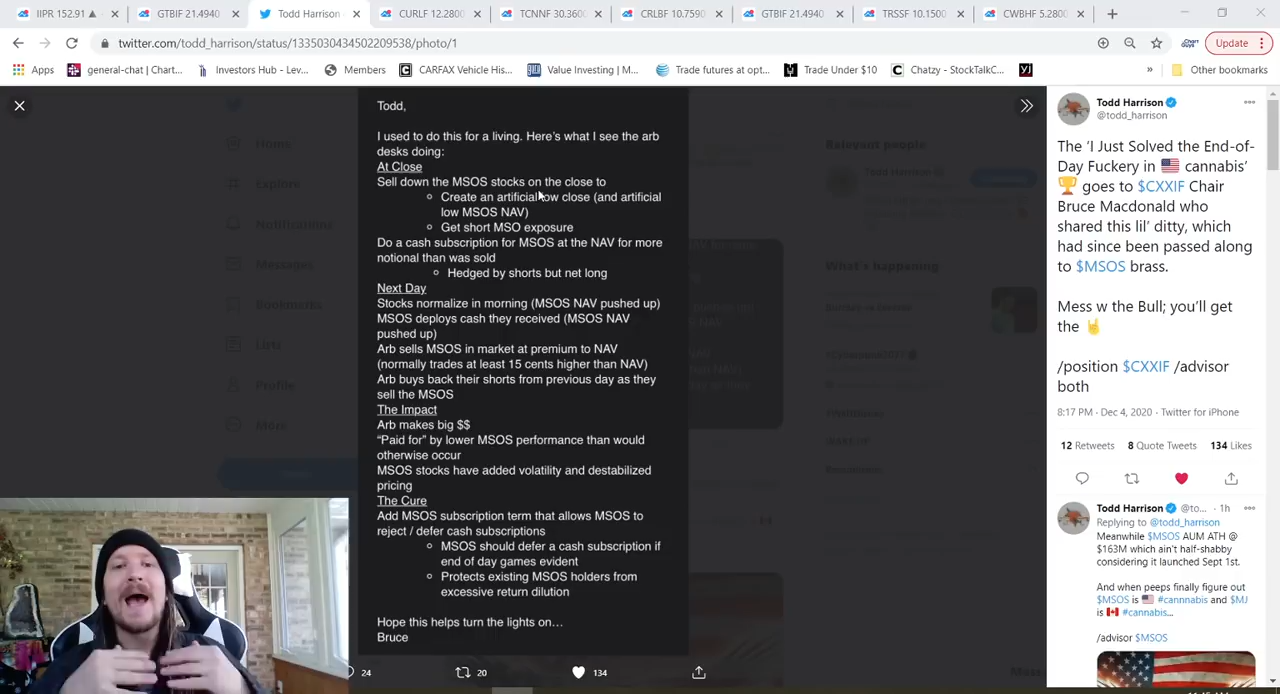 IIPR 152.91 ▲
GTBIF 21.4940
Todd Harrison
CURLF 12.2800
TCNNF 30.3600
CRLBF 10.7590
GTBIF 21.4940
TRSSF 10.1500
CWBHF 5.2800
twitter.com/todd_harrison/status/1335030434502209538/photo/1
Update
Apps
general-chat | Chart...
Investors Hub - Lev...
Members
CARFAX Vehicle His...
Value Investing | M...
Trade futures at opt...
Trade Under $10
Chatzy - StockTalkC...
»
Other bookmarks
Todd,
I used to do this for a living. Here's what I see the arb
desks doing:
At Close
Sell down the MSOS stocks on the close to
Create an artificial low close (and artificial
low MSOS NAV)
Get short MSO exposure
Do a cash subscription for MSOS at the NAV for more
notional than was sold
Hedged by shorts but net long
Next Day
Stocks normalize in morning (MSOS NAV pushed up)
MSOS deploys cash they received (MSOS NAV
pushed up)
Arb sells MSOS in market at premium to NAV
(normally trades at least 15 cents higher than NAV)
Arb buys back their shorts from previous day as they
sell the MSOS
The Impact
Arb makes big $$
"Paid for" by lower MSOS performance than would
otherwise occur
MSOS stocks have added volatility and destabilized
pricing
The Cure
Add MSOS subscription term that allows MSOS to
reject / defer cash subscriptions
MSOS should defer a cash subscription if
end of day games evident
Protects existing MSOS holders from
excessive return dilution
Hope this helps turn the lights on…
Bruce
24
20
134
Home
Explore
Notifications
Messages
Bookmarks
Lists
Profile
More
Relevant people
Todd Harrison
What's happening
Todd Harrison
@todd_harrison
The 'I Just Solved the End-of-
Day Fuckery in 🇺🇸 cannabis'
🏆 goes to $CXXIF Chair
Bruce Macdonald who
shared this lil' ditty, which
had since been passed along
to $MSOS brass.
Mess w the Bull; you'll get
the 🤘
/position $CXXIF /advisor
both
8:17 PM · Dec 4, 2020 · Twitter for iPhone
12 Retweets 8 Quote Tweets 134 Likes
Todd Harrison @to... · 1h
Replying to @todd_harrison
Meanwhile $MSOS AUM ATH @
$163M which ain't half-shabby
considering it launched Sept 1st.
And when peeps finally figure out
$MSOS is 🇺🇸 #cannnabis and $MJ
is 🇨🇦 #cannabis...
/advisor $MSOS